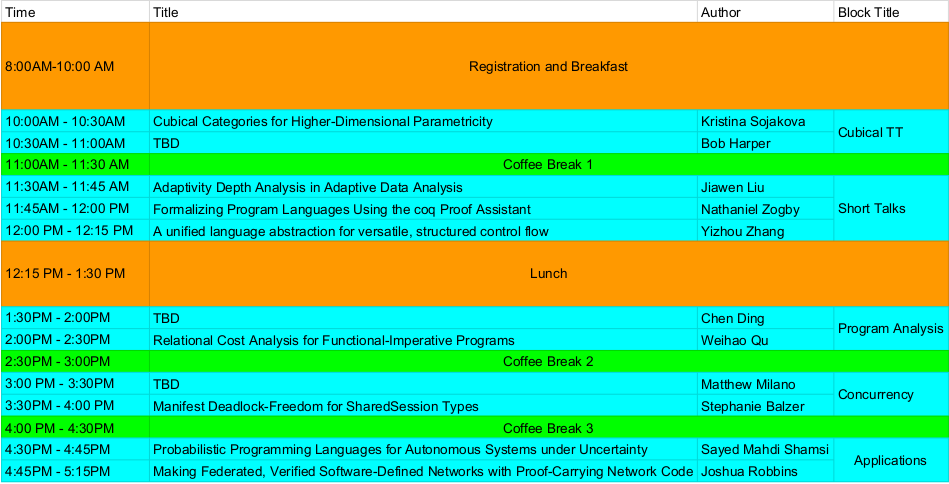 Time Title Author Block Title
8:00AM-10:00 AM Registration and Breakfast
10:00AM - 10:30AM Cubical Categories for Higher-Dimensional Parametricity Kristina Sojakova
Cubical TT
10:30AM - 11:00AM TBD Bob Harper
11:00AM - 11:30 AM Coffee Break 1
11:30AM - 11:45 AM Adaptivity Depth Analysis in Adaptive Data Analysis Jiawen Liu
11:45AM - 12:00 PM Formalizing Program Languages Using the coq Proof Assistant Nathaniel Zogby Short Talks
12:00 PM - 12:15 PM A unified language abstraction for versatile, structured control flow Yizhou Zhang
12:15 PM - 1:30 PM Lunch
1:30PM - 2:00PM TBD Chen Ding
Program Analysis
2:00PM - 2:30PM Relational Cost Analysis for Functional-Imperative Programs Weihao Qu
2:30PM - 3:00PM Coffee Break 2
3:00 PM - 3:30PM TBD Matthew Milano
Concurrency
3:30PM - 4:00 PM Manifest Deadlock-Freedom for SharedSession Types Stephanie Balzer
4:00 PM - 4:30PM Coffee Break 3
4:30PM - 4:45PM Probabilistic Programming Languages for Autonomous Systems under Uncertainty Sayed Mahdi Shamsi
Applications
4:45PM - 5:15PM Making Federated, Verified Software-Defined Networks with Proof-Carrying Network Code Joshua Robbins